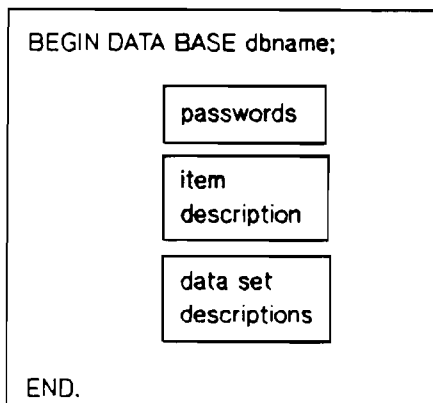 BEGIN DATA BASE dbname;
passwords
item
description
data set
descriptions
END.